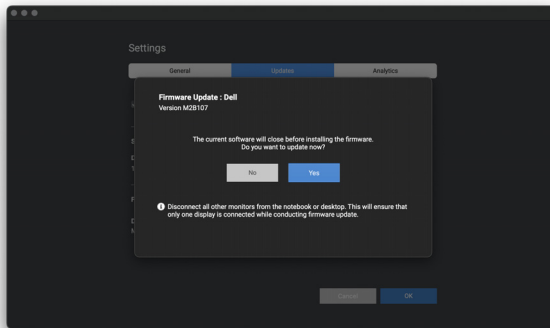 Settings
General
Updates
Analytics
Firmware Update : Dell
Version M2B107
The current software will close before installing the firmware.
Do you want to update now?
No
Yes
Disconnect all other monitors from the notebook or desktop. This will ensure that
only one display is connected while conducting firmware update.
Cancel
OK